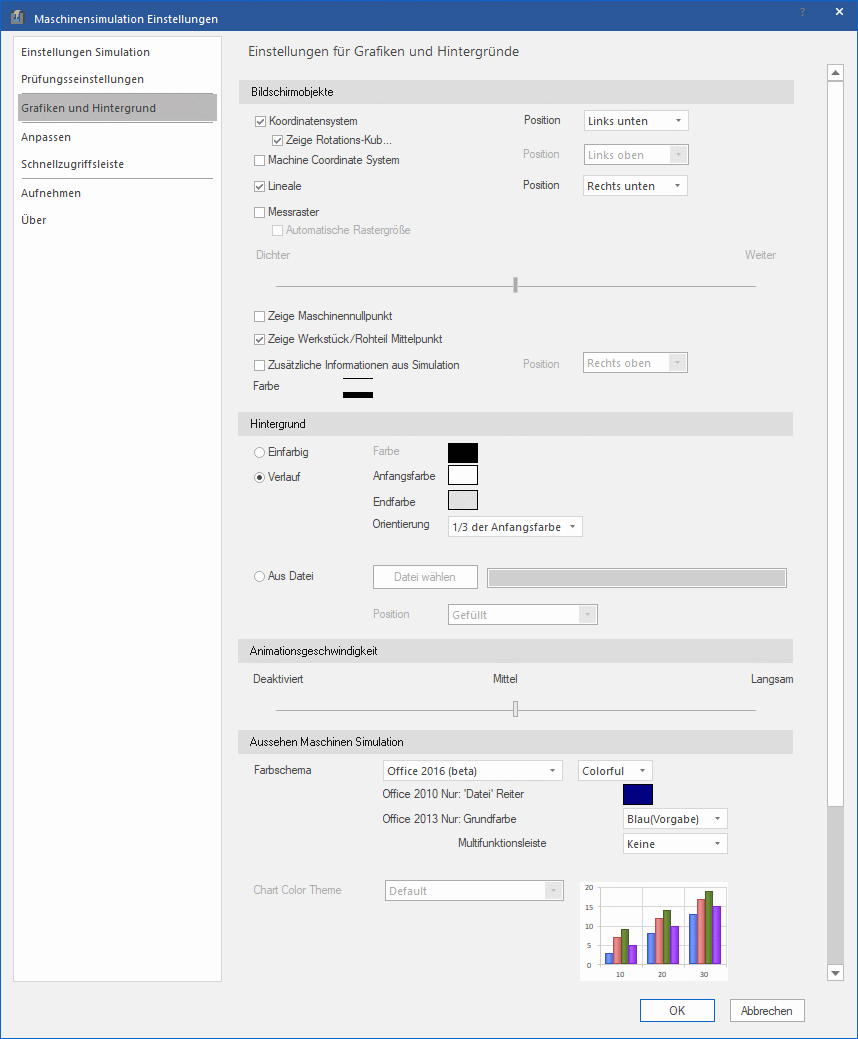 Maschinensimulation Einstellungen
?
Einstellungen Simulation
Prüfungsseinstellungen
Grafiken und Hintergrund
Anpassen
Schnellzugriffsleiste
Aufnehmen
Über
Einstellungen für Grafiken und Hintergründe
Bildschirmobjekte
Koordinatensystem Position Links unten
Zeige Rotations-Kub...
Machine Coordinate System Position Links oben
Lineale Position Rechts unten
Messraster
Automatische Rastergröße
Dichter Weiter
Zeige Maschinennullpunkt
Zeige Werkstück/Rohteil Mittelpunkt
Zusätzliche Informationen aus Simulation Position Rechts oben
Farbe
Hintergrund
Einfarbig Farbe
Verlauf Anfangsfarbe
Endfarbe
Orientierung 1/3 der Anfangsfarbe
Aus Datei Datei wählen
Position Gefüllt
Animationsgeschwindigkeit
Deaktiviert Mittel Langsam
Aussehen Maschinen Simulation
Farbschema Office 2016 (beta) Colorful
Office 2010 Nur: 'Datei' Reiter
Office 2013 Nur: Grundfarbe Blau(Vorgabe)
Multifunktionsleiste Keine
Chart Color Theme Default
20
15
10
5
0
10 20 30
OK Abbrechen